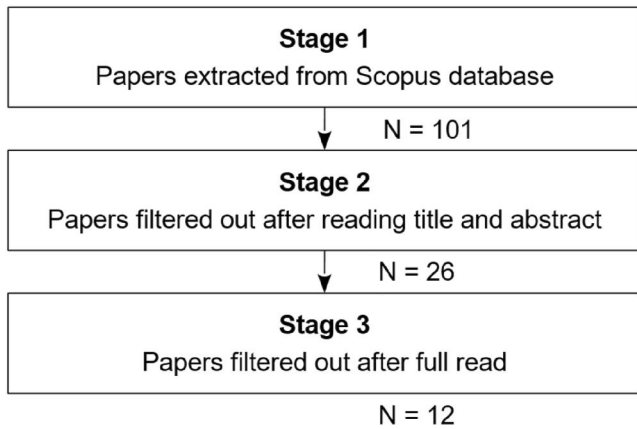 Stage 1
Papers extracted from Scopus database
N = 101
Stage 2
Papers filtered out after reading title and abstract
N = 26
Stage 3
Papers filtered out after full read
N = 12